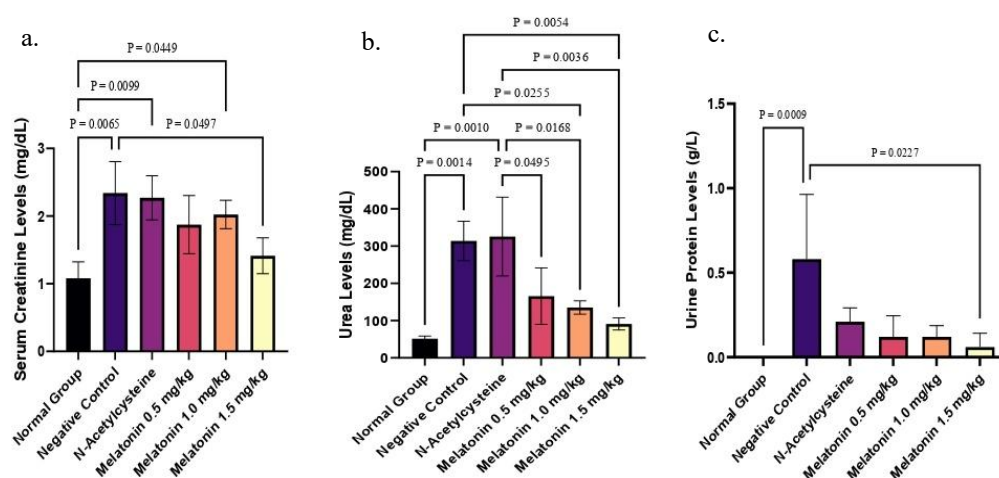 a.
P = 0.0449
P = 0.0099
P = 0.0065
P = 0.0497
Serum Creatinine Levels (mg/dL)
3
2
1
0
Normal Group
Negative Control
N-Acetylcysteine
Melatonin 0.5 mg/kg
Melatonin 1.0 mg/kg
Melatonin 1.5 mg/kg
b.
P = 0.0054
P = 0.0036
P = 0.0255
P = 0.0010
P = 0.0168
P = 0.0014
P = 0.0495
Urea Levels (mg/dL)
500
400
300
200
100
0
Normal Group
Negative Control
N-Acetylcysteine
Melatonin 0.5 mg/kg
Melatonin 1.0 mg/kg
Melatonin 1.5 mg/kg
c.
P = 0.0009
P = 0.0227
Urine Protein Levels (g/L)
1.5
1.0
0.5
0.0
Normal Group
Negative Control
N-Acetylcysteine
Melatonin 0.5 mg/kg
Melatonin 1.0 mg/kg
Melatonin 1.5 mg/kg